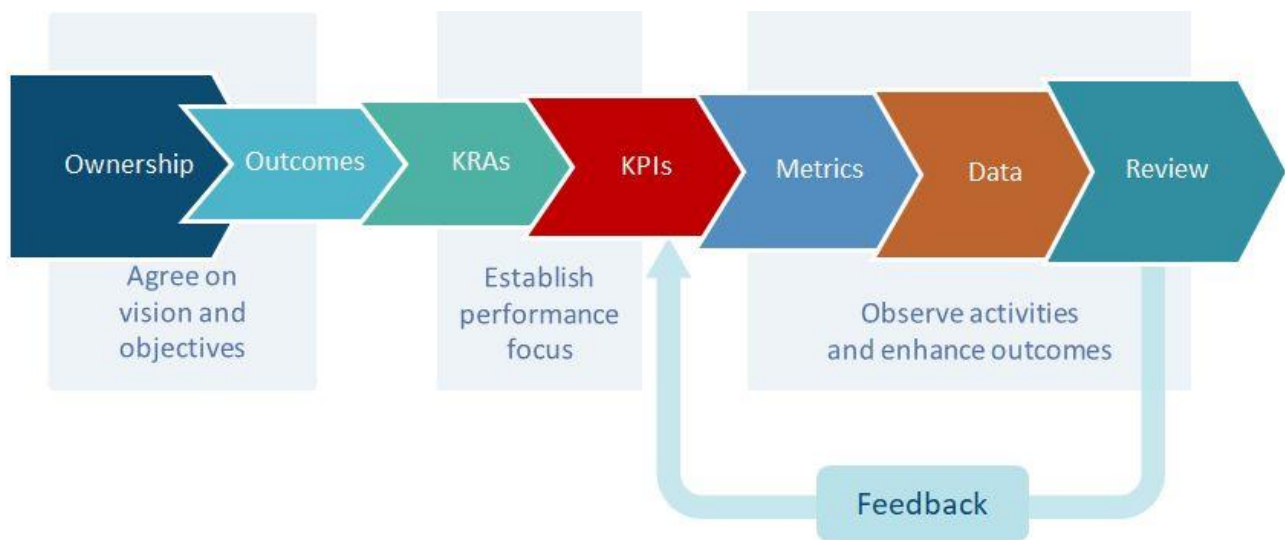 Ownership
Outcomes
KRAs
KPIs
Metrics
Data
Review
Agree on
vision and
objectives
Establish
performance
focus
Observe activities
and enhance outcomes
Feedback